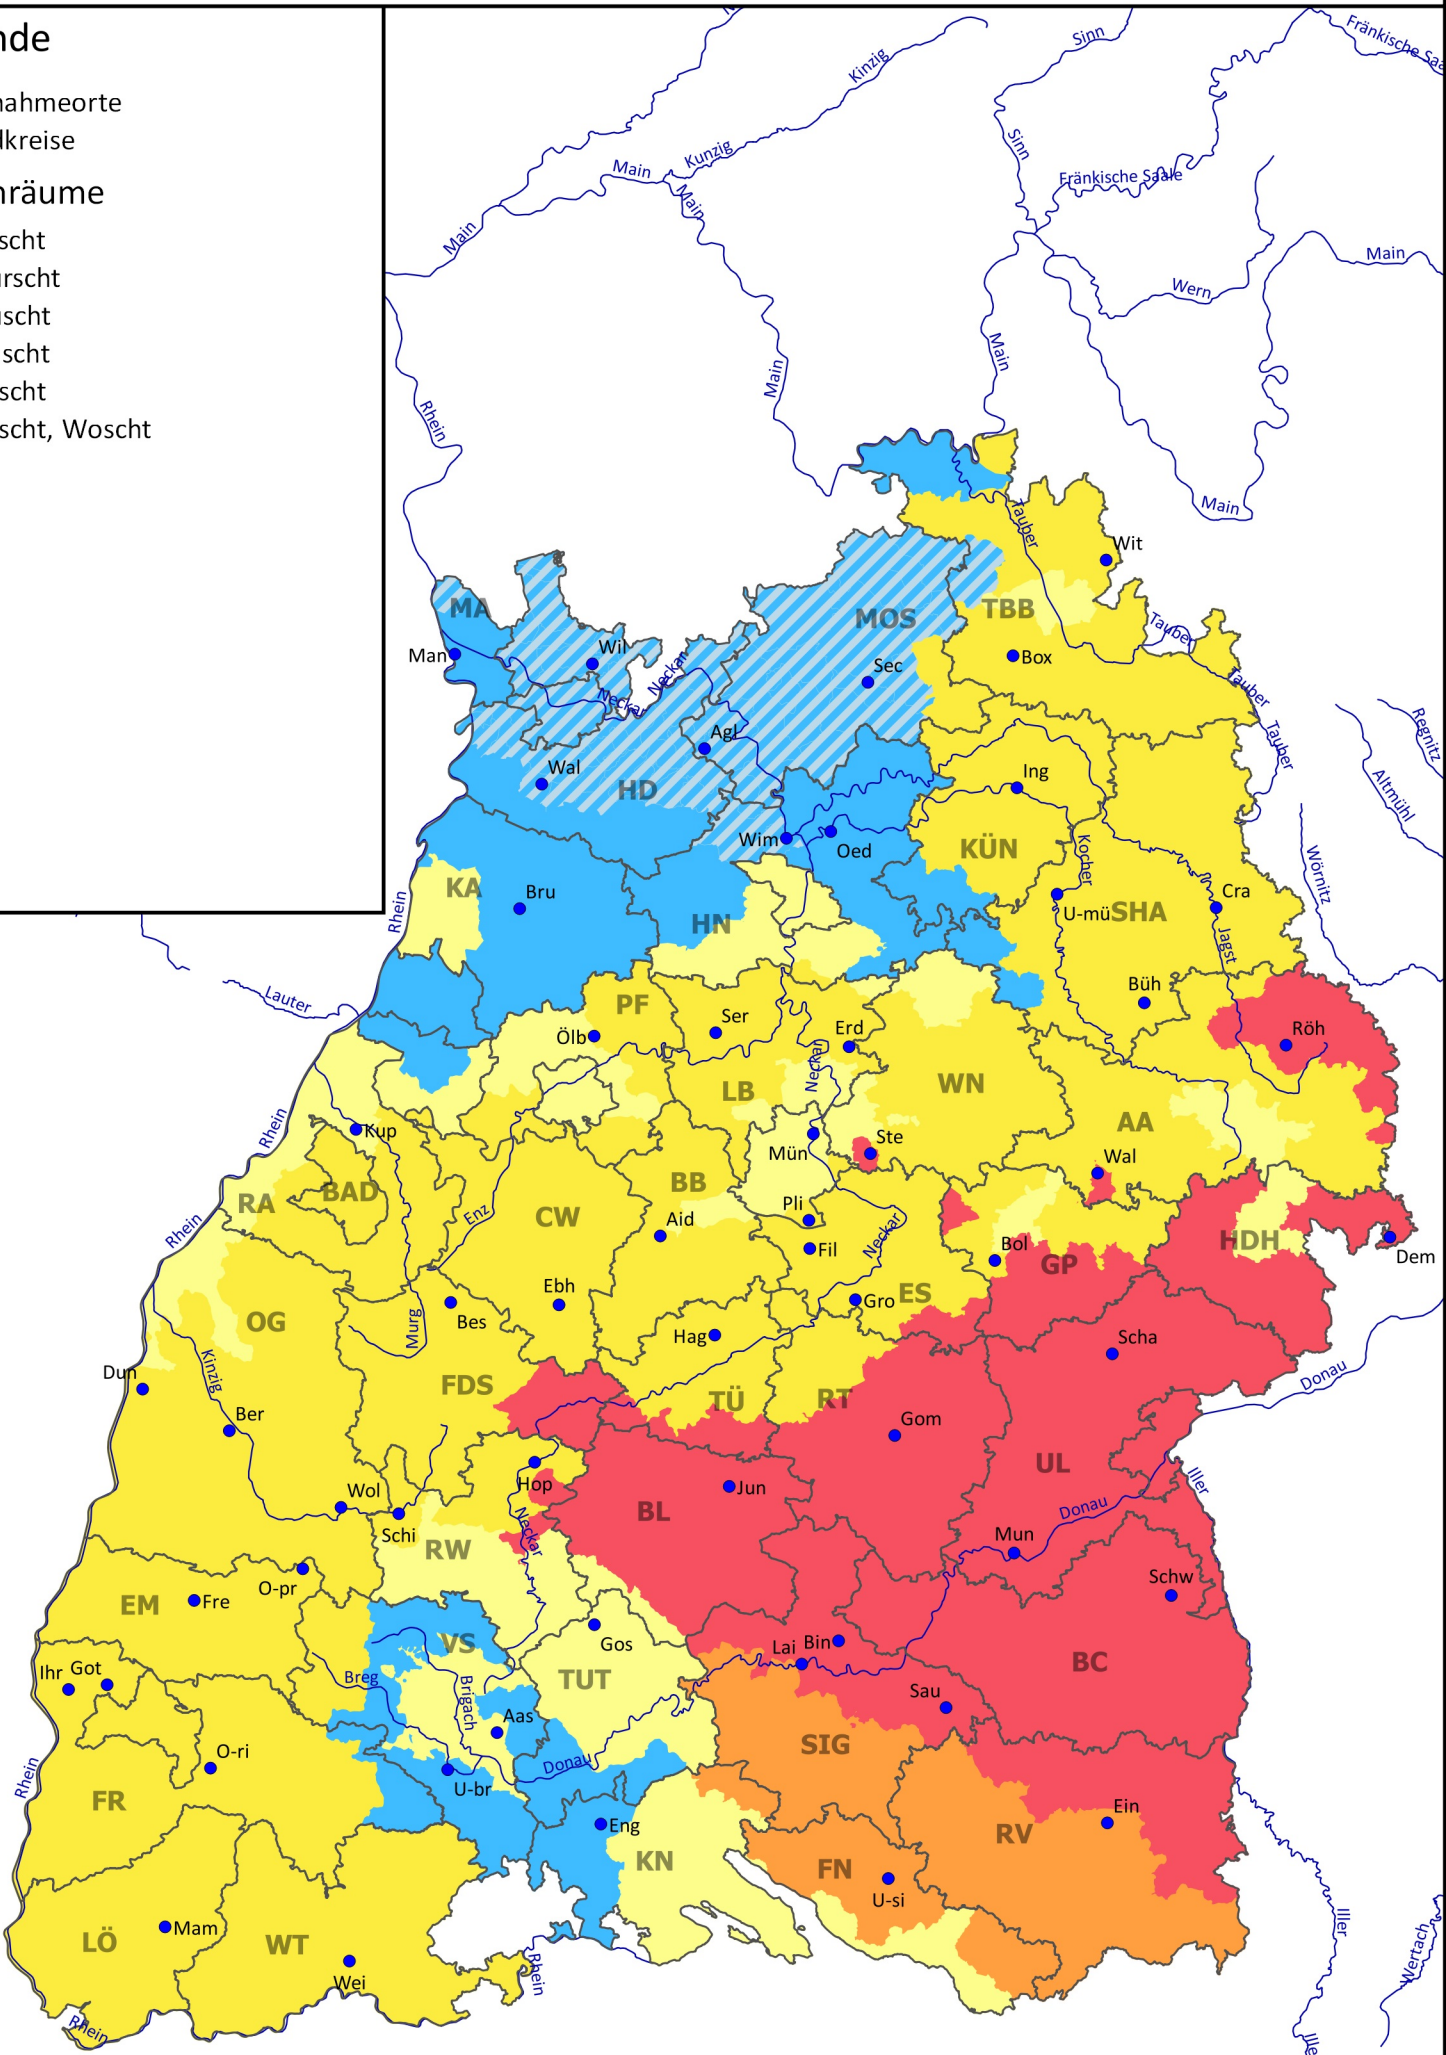 nde
nahmeorte
dkreise
nräume
scht
urscht
uscht
scht
scht
scht, Woscht
Kinzig
Sinn
Fränkische Saa
Sinn
Kunzig
Main
Main
Fränkische Saale
Main
Main
Wern
Main
Main
Rhein
Main
Tauber
Wit
MA
Man
Wil
Neckar
Neckar
MOS
Sec
TBB
Box
Tauber
Tauber
Tauber
Regnitz
Altmühl
Agl
Wal
HD
Ing
Wim
Oed
KÜN
Kocher
Wörnitz
KA
Bru
Rhein
HN
U-mü
SHA
Cra
Jagst
Lauter
PF
Ölb
Ser
Erd
Büh
Röh
Neckar
LB
WN
AA
Rhein
Kup
Mün
Ste
Wal
RA
BAD
Enz
CW
BB
Aid
Pli
Fil
Neckar
Rhein
Bol
GP
HDH
Dem
OG
Murg
Bes
Ebh
Hag
Gro
ES
Scha
Donau
Dun
Kinzig
Ber
FDS
TÜ
RT
Gom
UL
Iller
Wol
Schi
Hop
Neckar
BL
Jun
Donau
Mun
RW
Schw
O-pr
EM
Fre
VS
Gos
Lai
Bin
BC
Ihr
Got
Breg
Brigach
TUT
Sau
Aas
O-ri
Donau
SIG
Rhein
FR
U-br
Eng
Ein
RV
KN
FN
U-si
LÖ
Mam
WT
Wei
Rhein
Rhein
Iller
Wertach
Ille